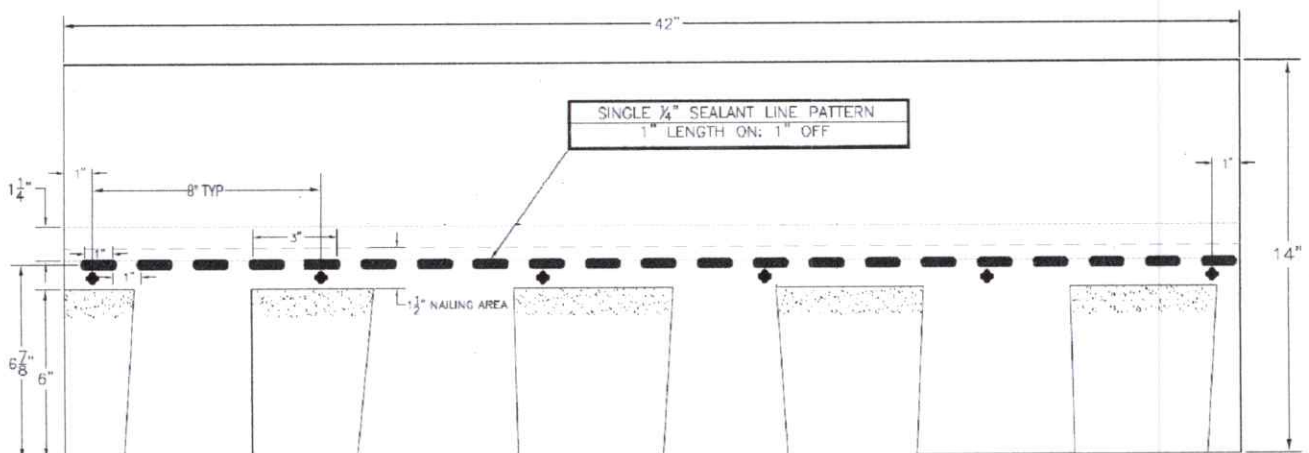 42"
SINGLE ¼" SEALANT LINE PATTERN
1" LENGTH ON: 1" OFF
1"
1"
1¼"
8" TYP
3"
14"
1"
1"
1½" NAILING AREA
6⅞"
6"